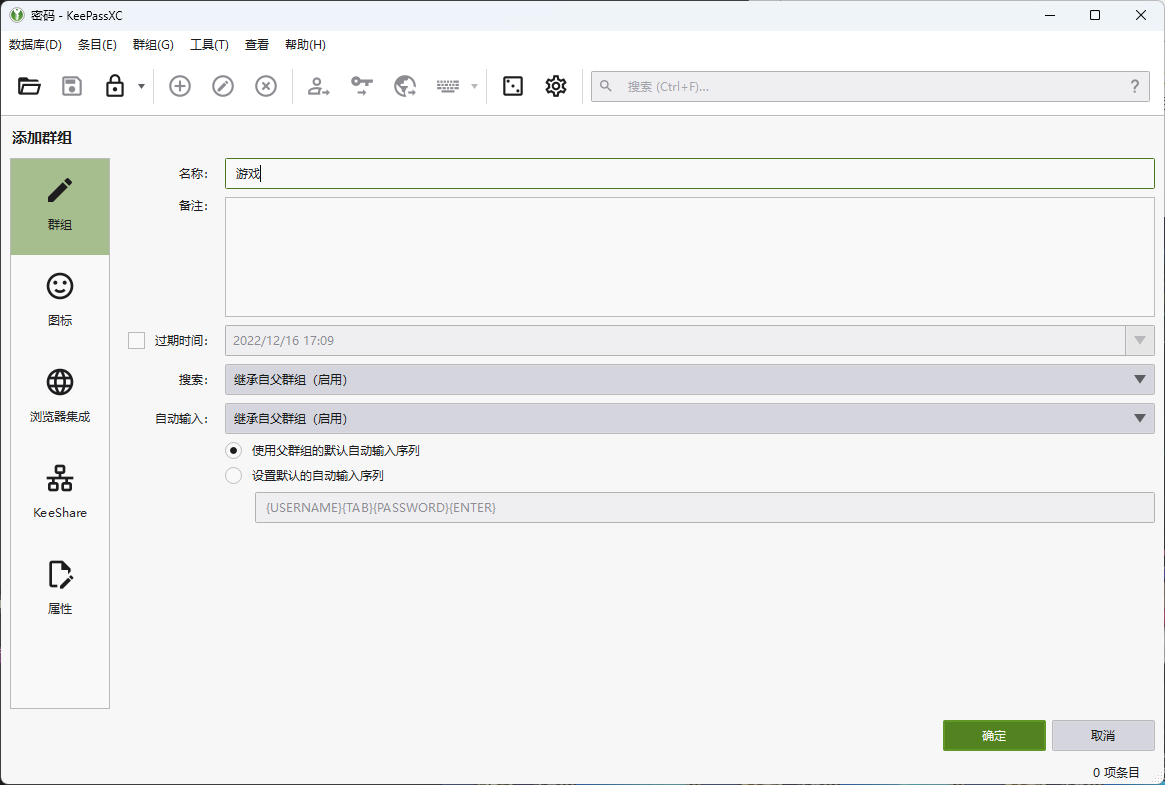 密码 - KeePassXC
数据库(D) 条目(E) 群组(G) 工具(T) 查看 帮助(H)
搜索 (Ctrl+F)... ?
添加群组
群组
图标
浏览器集成
KeeShare
属性
名称: 游戏
备注:
过期时间: 2022/12/16 17:09
搜索: 继承自父群组（启用）
自动输入: 继承自父群组（启用）
使用父群组的默认自动输入序列
设置默认的自动输入序列
{USERNAME}{TAB}{PASSWORD}{ENTER}
确定 取消
0 项条目